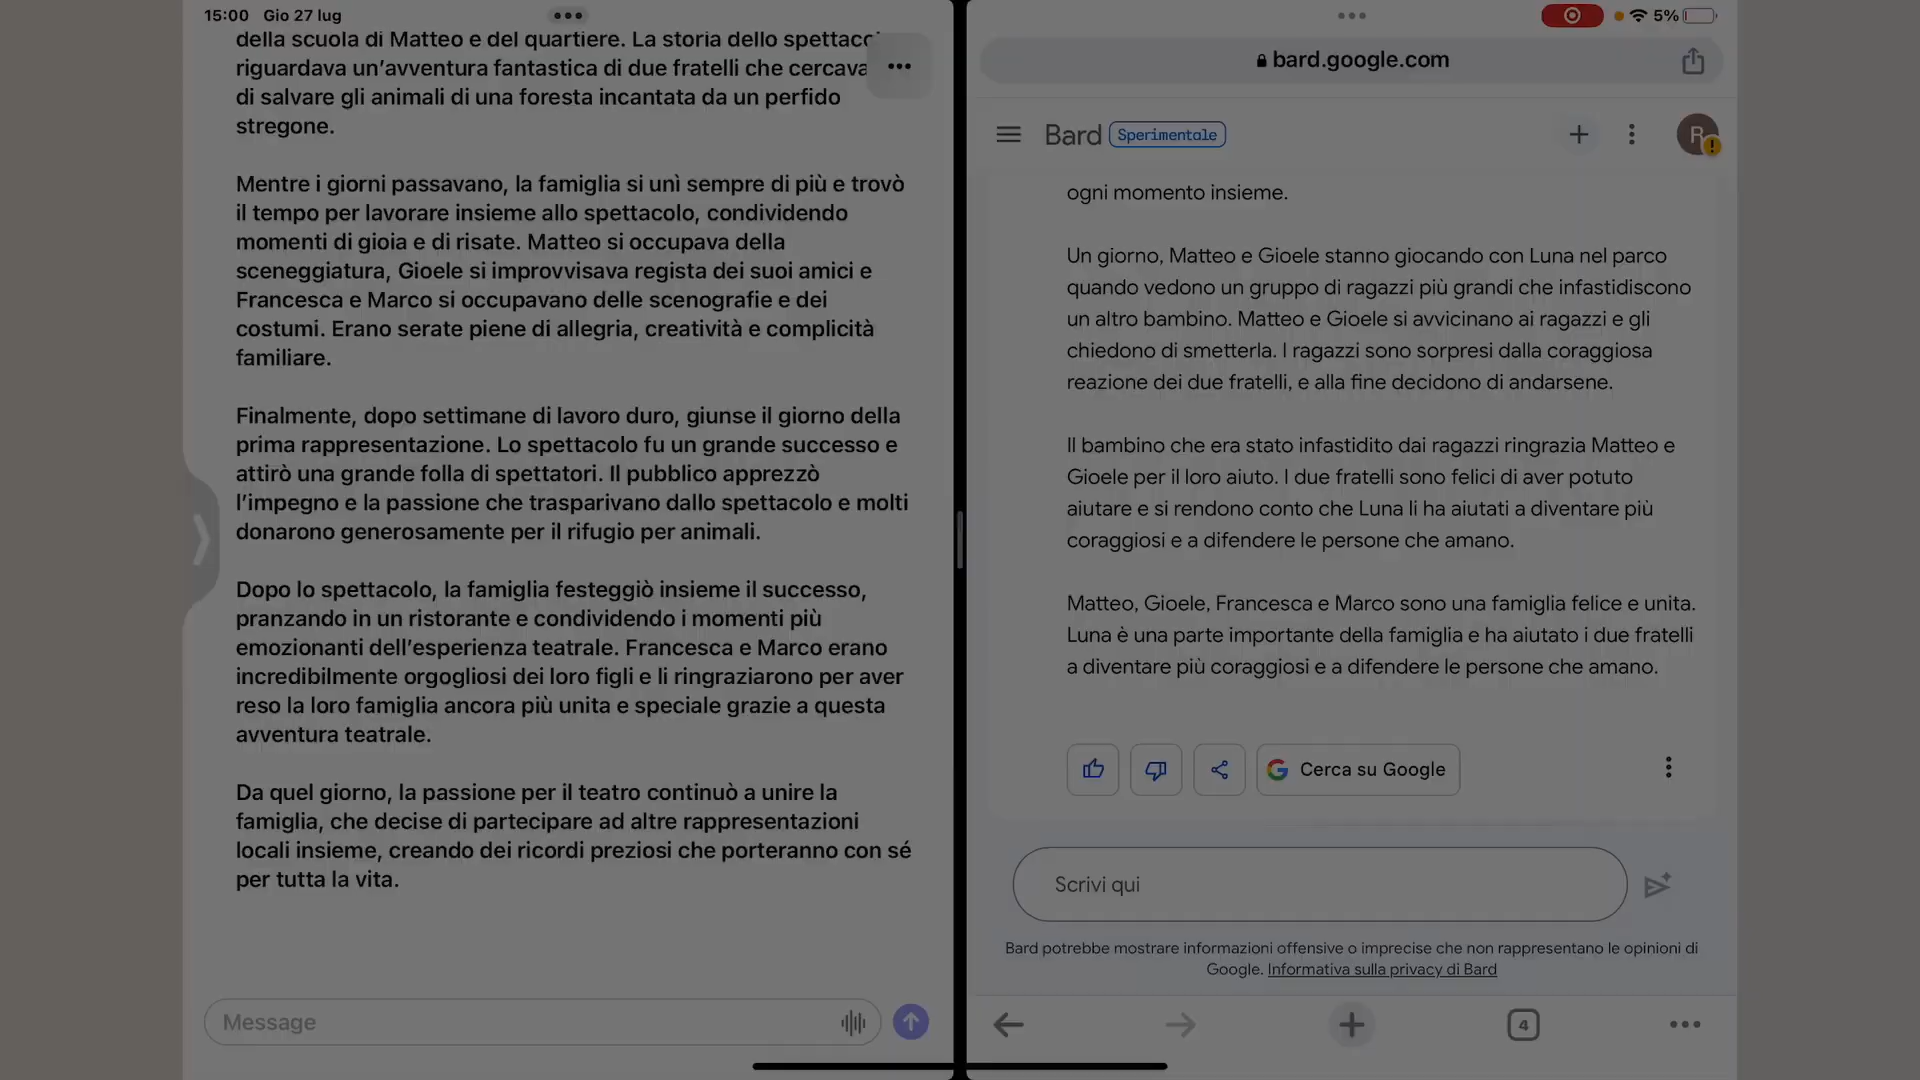 15:00 Gio 27 lug
della scuola di Matteo e del quartiere. La storia dello
riguardava un’avventura fantastica di due fratelli che
di salvare gli animali di una foresta incantata da un perfido
stregone.
Mentre i giorni passavano, la famiglia si unì sempre di più e trovò
il tempo per lavorare insieme allo spettacolo, condividendo
momenti di gioia e di risate. Matteo si occupava della
sceneggiatura, Gioele si improvvisava regista dei suoi amici e
Francesca e Marco si occupavano delle scenografie e dei
costumi. Erano serate piene di allegria, creatività e complicità
familiare.
Finalmente, dopo settimane di lavoro duro, giunse il giorno della
prima rappresentazione. Lo spettacolo fu un grande successo e
attirò una grande folla di spettatori. Il pubblico apprezzò
l’impegno e la passione che trasparivano dallo spettacolo e molti
donarono generosamente per il rifugio per animali.
Dopo lo spettacolo, la famiglia festeggiò insieme il successo,
pranzando in un ristorante e condividendo i momenti più
emozionanti dell’esperienza teatrale. Francesca e Marco erano
incredibilmente orgogliosi dei loro figli e li ringraziarono per aver
reso la loro famiglia ancora più unita e speciale grazie a questa
avventura teatrale.
Da quel giorno, la passione per il teatro continuò a unire la
famiglia, che decise di partecipare ad altre rappresentazioni
locali insieme, creando dei ricordi preziosi che porteranno con sé
per tutta la vita.
Message
5%
bard.google.com
Bard Sperimentale
R
ogni momento insieme.
Un giorno, Matteo e Gioele stanno giocando con Luna nel parco
quando vedono un gruppo di ragazzi più grandi che infastidiscono
un altro bambino. Matteo e Gioele si avvicinano ai ragazzi e gli
chiedono di smetterla. I ragazzi sono sorpresi dalla coraggiosa
reazione dei due fratelli, e alla fine decidono di andarsene.
Il bambino che era stato infastidito dai ragazzi ringrazia Matteo e
Gioele per il loro aiuto. I due fratelli sono felici di aver potuto
aiutare e si rendono conto che Luna li ha aiutati a diventare più
coraggiosi e a difendere le persone che amano.
Matteo, Gioele, Francesca e Marco sono una famiglia felice e unita.
Luna è una parte importante della famiglia e ha aiutato i due fratelli
a diventare più coraggiosi e a difendere le persone che amano.
Cerca su Google
Scrivi qui
Bard potrebbe mostrare informazioni offensive o imprecise che non rappresentano le opinioni di
Google. Informativa sulla privacy di Bard
4